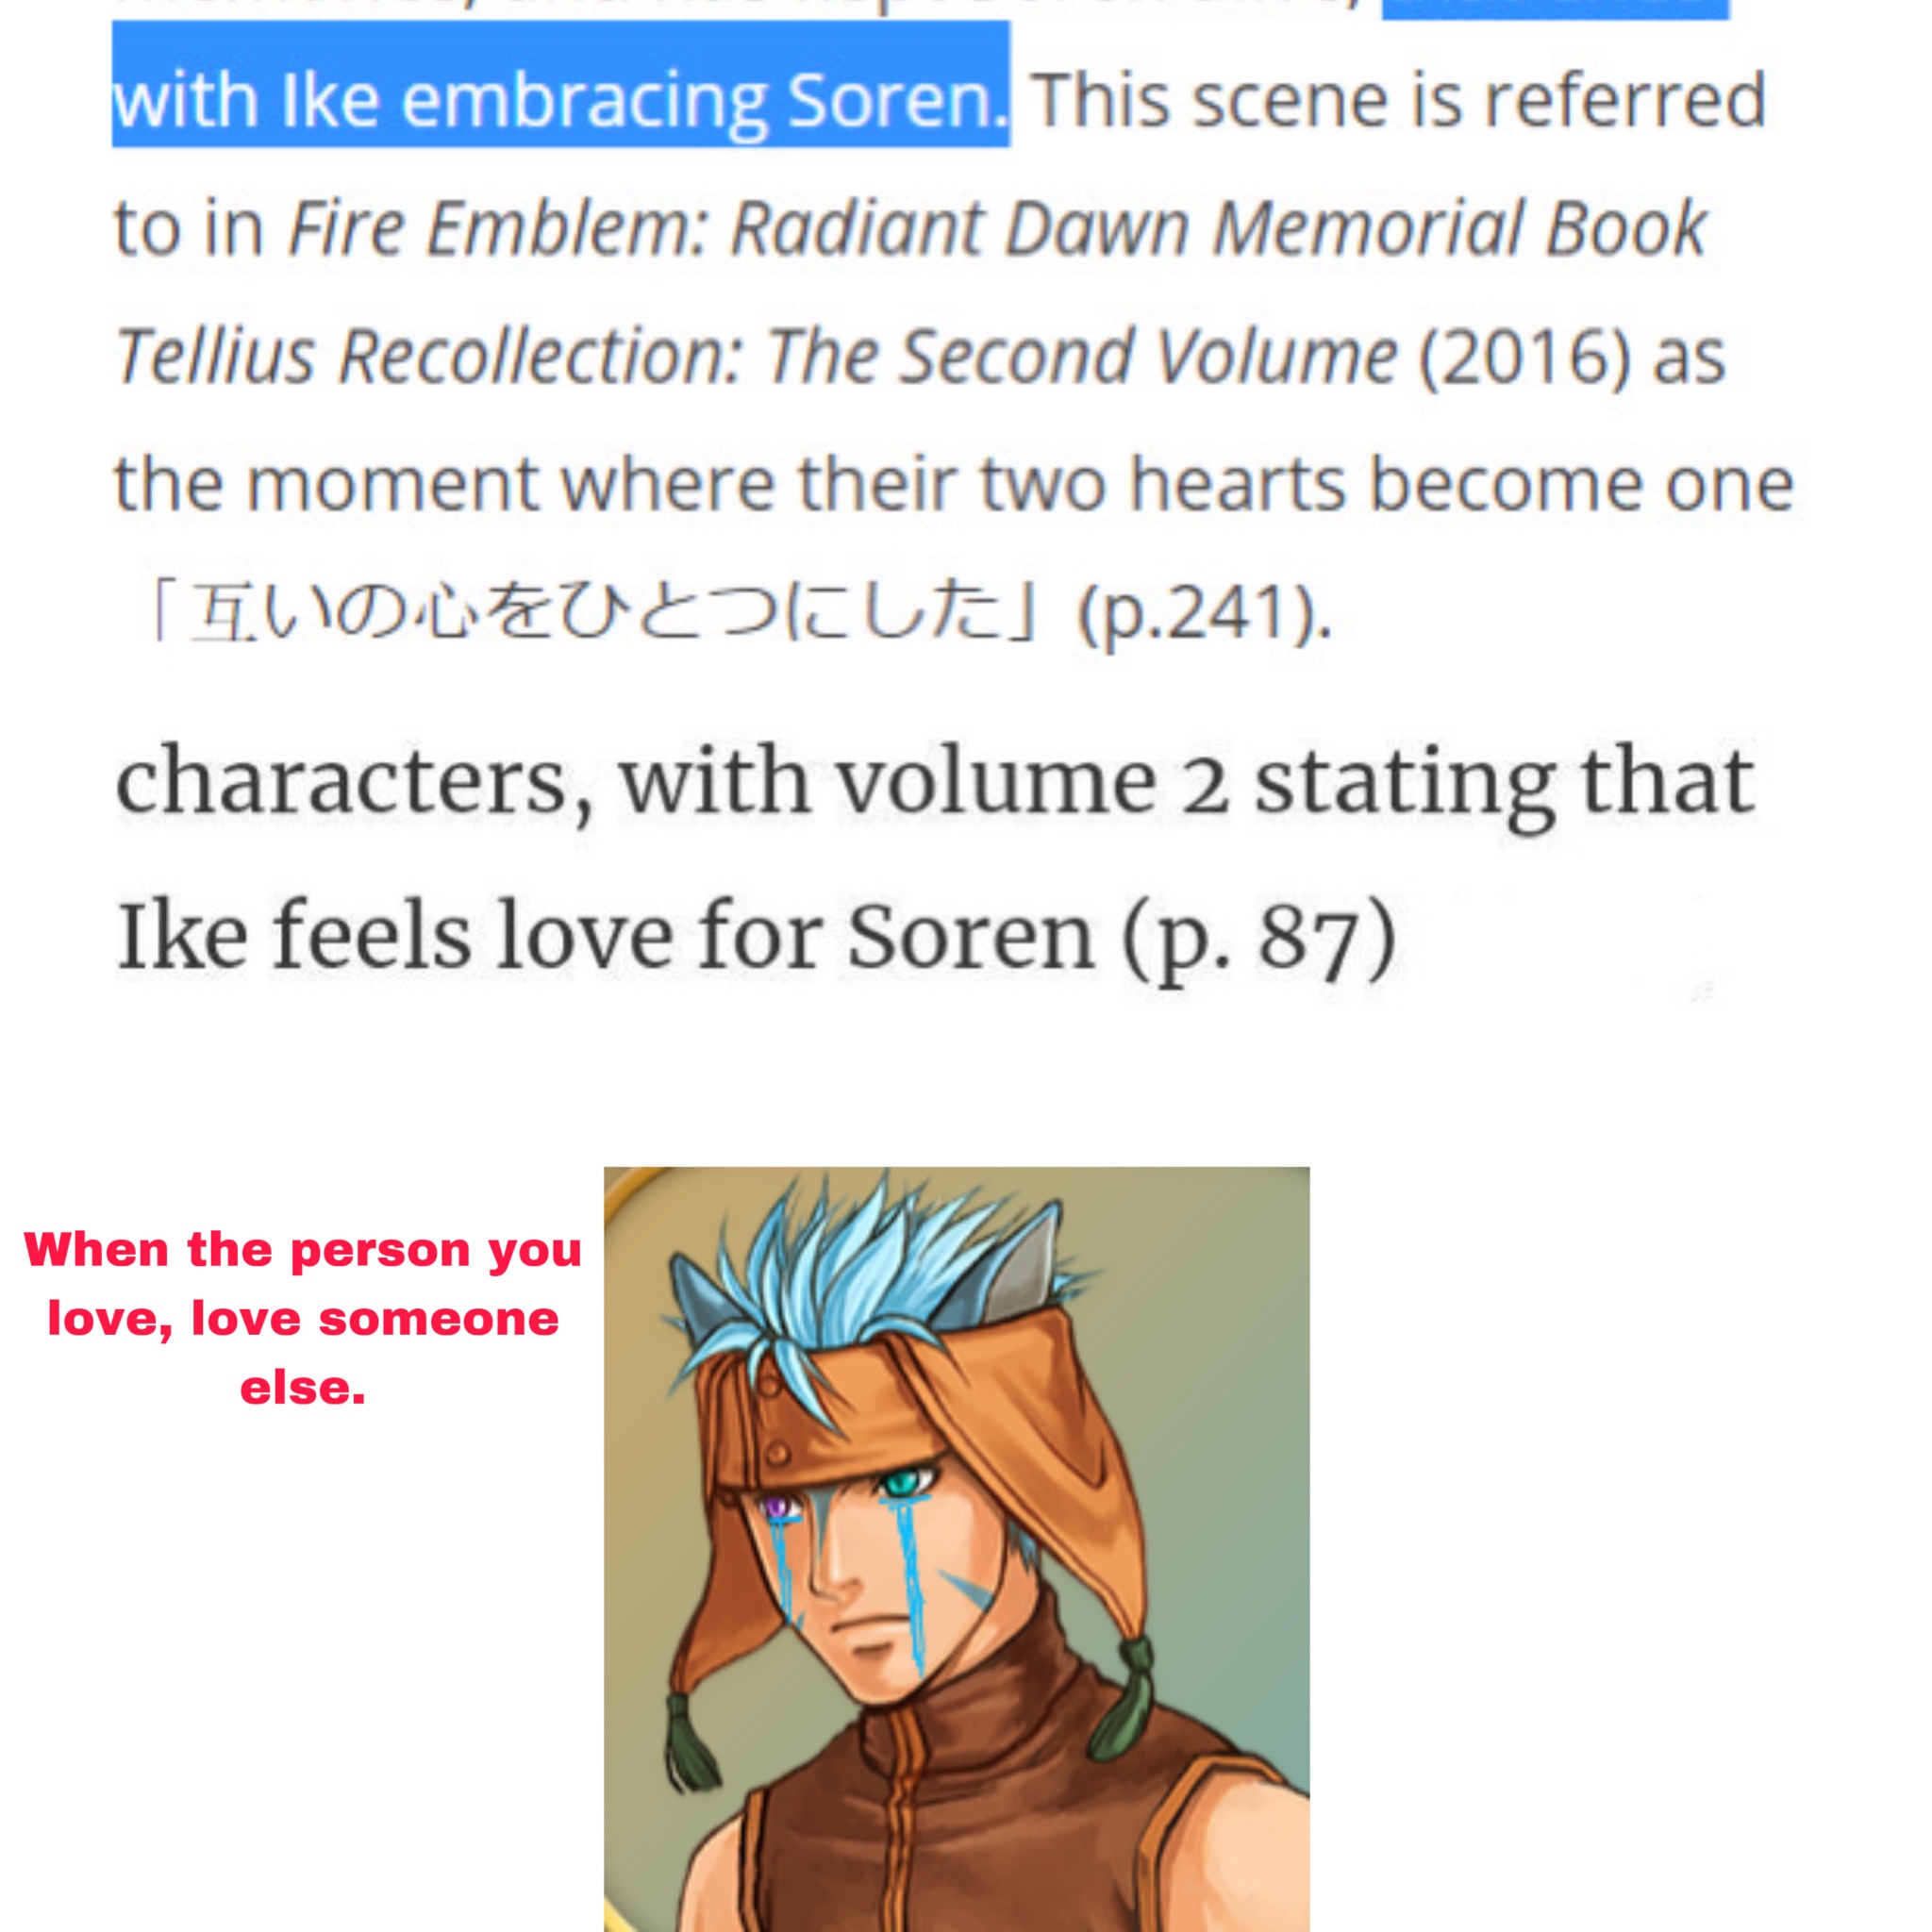 with Ike embracing Soren. This scene is referred
to in Fire Emblem: Radiant Dawn Memorial Book
Tellius Recollection: The Second Volume (2016) as
the moment where their two hearts become one
「互いの心をひとつにした」 (p.241).
characters, with volume 2 stating that
Ike feels love for Soren (p. 87)
When the person you
love, love someone
else.